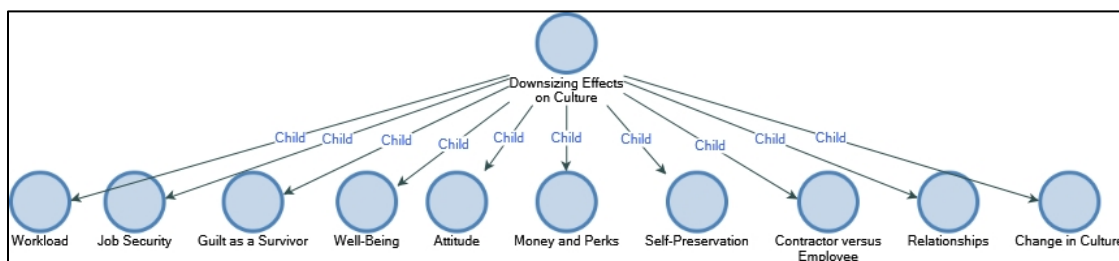 Downsizing Effects
on Culture
Child
Child
Child
Child
Child
Child
Child
Child
Child
Child
Workload
Job Security
Guilt as a Survivor
Well-Being
Attitude
Money and Perks
Self-Preservation
Contractor versus
Employee
Relationships
Change in Culture